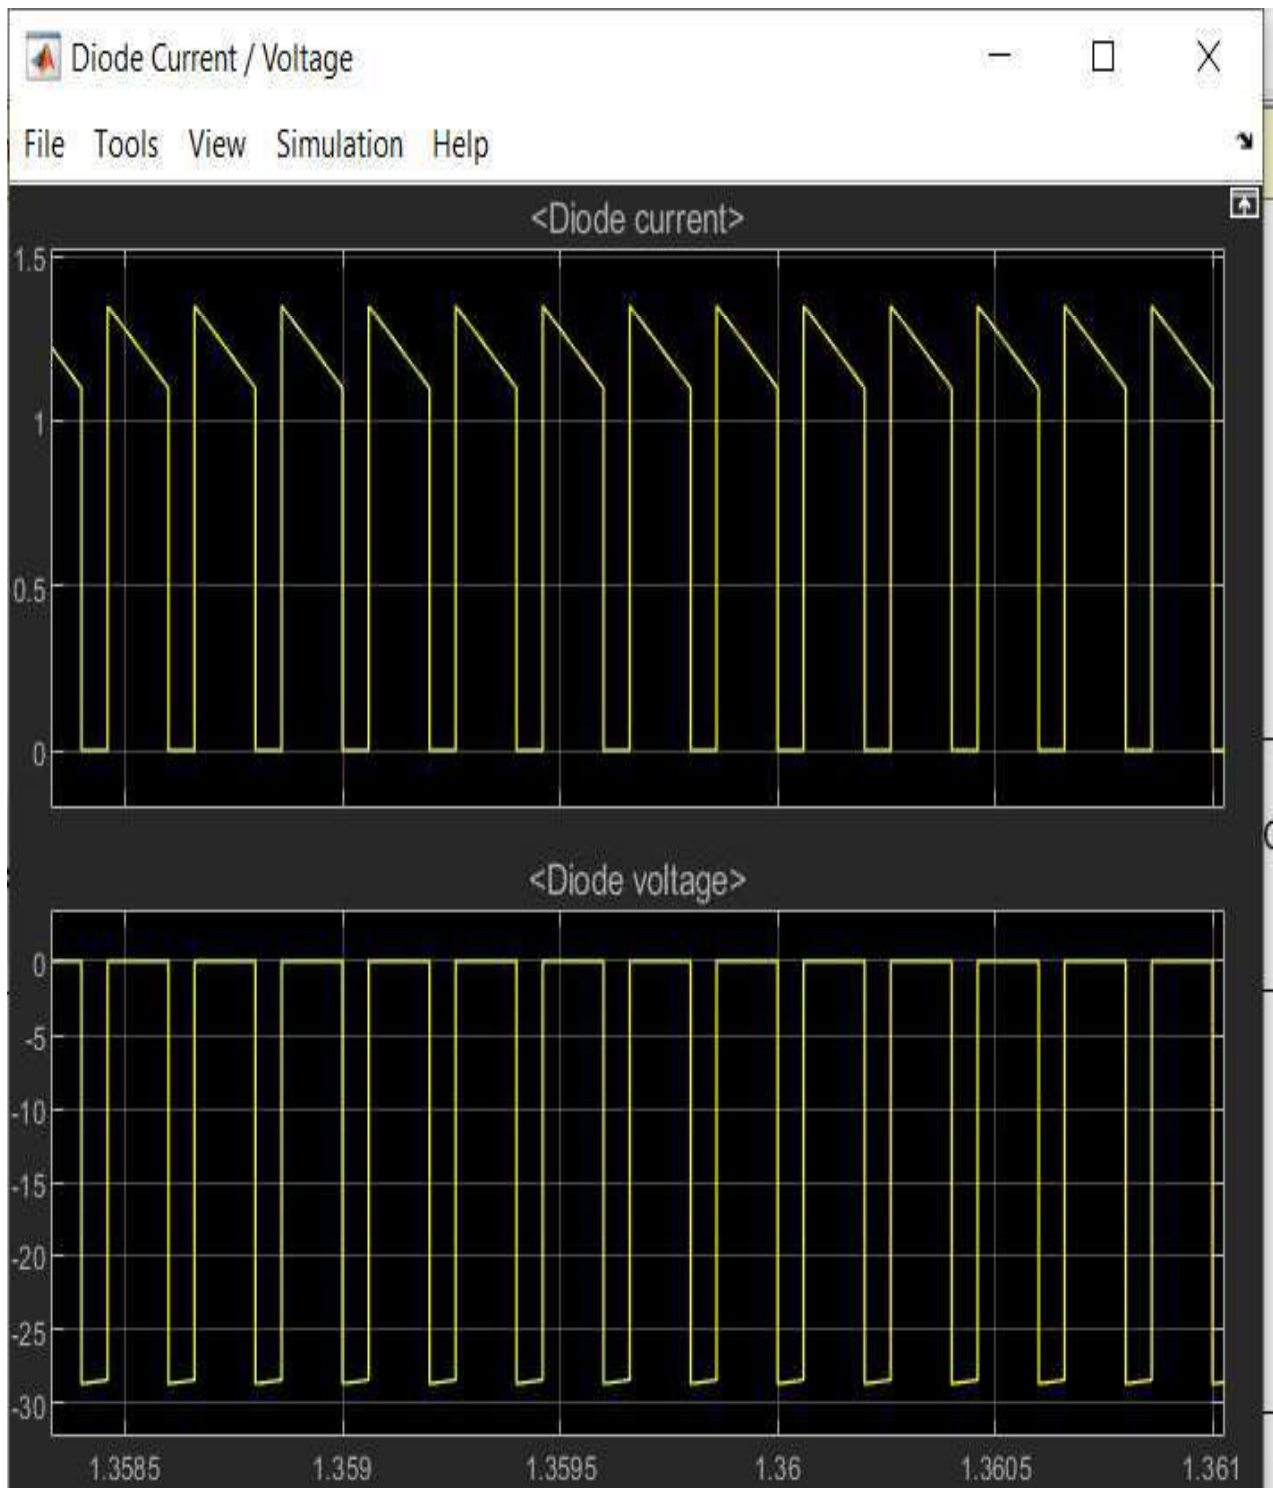 Diode Current / Voltage
File Tools View Simulation Help
<Diode current>
1.5
1
0.5
0
<Diode voltage>
0
-5
-10
-15
-20
-25
-30
1.3585 1.359 1.3595 1.36 1.3605 1.361